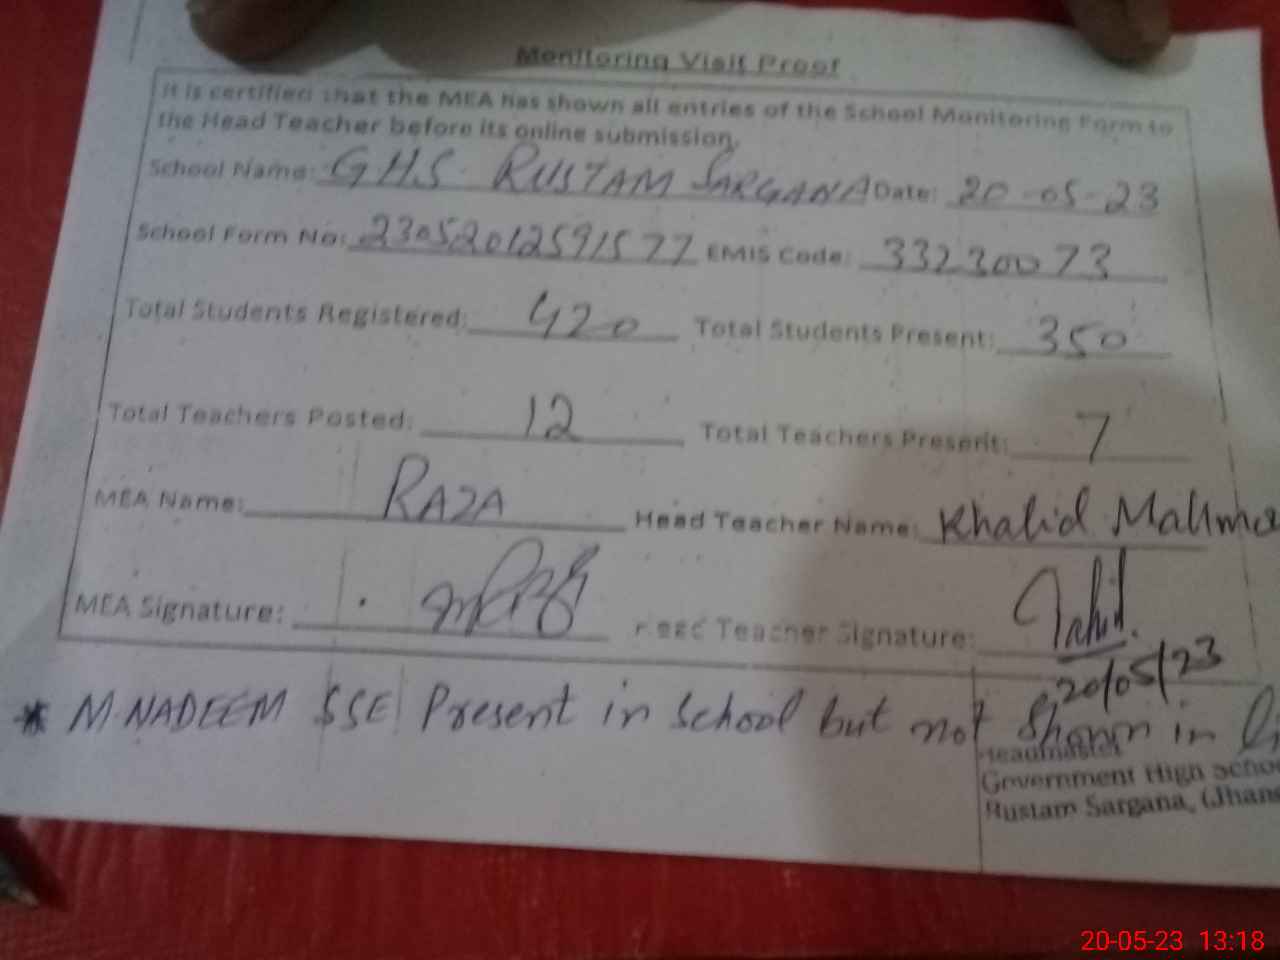 Monitoring Visit Proof
It is certified that the MEA has shown all entries of the School Monitoring Form to
the Head Teacher before its online submission.
School Name: GHS. RUSTAM SARGANA Date: 20-05-23
School Form No: 23052012591577 EMIS Code: 33230073
Total Students Registered: 420 Total Students Present: 350
Total Teachers Posted: 12 Total Teachers Present: 7
MEA Name: RAZA Head Teacher Name: Khalid
MEA Signature: Head Teacher Signature:
20/05/23
* M. NADEEM SSE Present in School but not Shown in
Headmaster
Government High
Rustam Sargana,
20-05-23 13:18